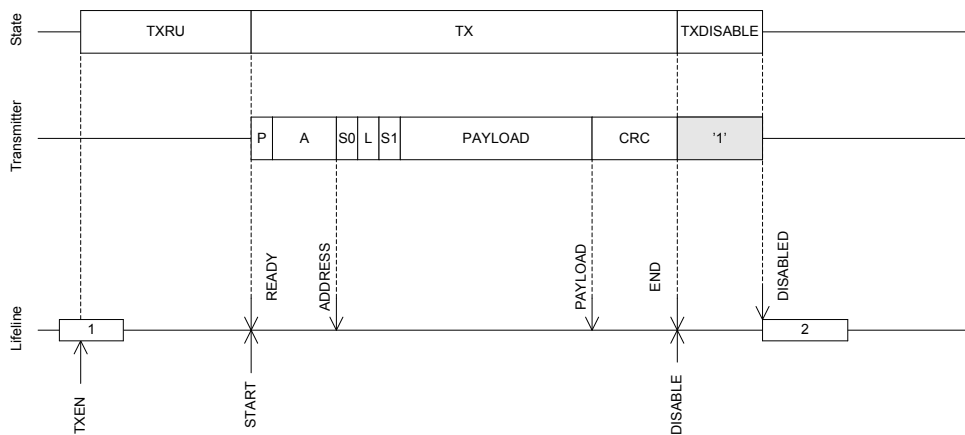 State
TXRU
TX
TXDISABLE
Transmitter
P
A
S0
L
S1
PAYLOAD
CRC
'1'
READY
ADDRESS
PAYLOAD
END
DISABLED
Lifeline
1
2
TXEN
START
DISABLE